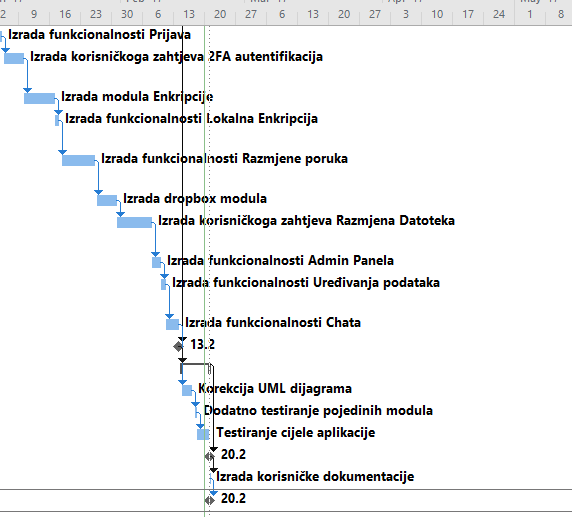 2 9 16 23 30 6 13 20 27 6 13 20 27 3 10 17 24 1 8
Izrada funkcionalnosti Prijava
Izrada korisničkog zahtjeva 2FA autentifikacija
Izrada modula Enkripcije
Izrada funkcionalnosti Lokalna Enkripcija
Izrada funkcionalnosti Razmjene poruka
Izrada dropbox modula
Izrada korisničkoga zahtjeva Razmjena Datoteka
Izrada funkcionalnosti Admin Panela
Izrada funkcionalnosti Uređivanja podataka
Izrada funkcionalnosti Chata
13.2
Korekcija UML dijagrama
Dodatno testiranje pojedinih modula
Testiranje cijele aplikacije
20.2
Izrada korisničke dokumentacije
20.2